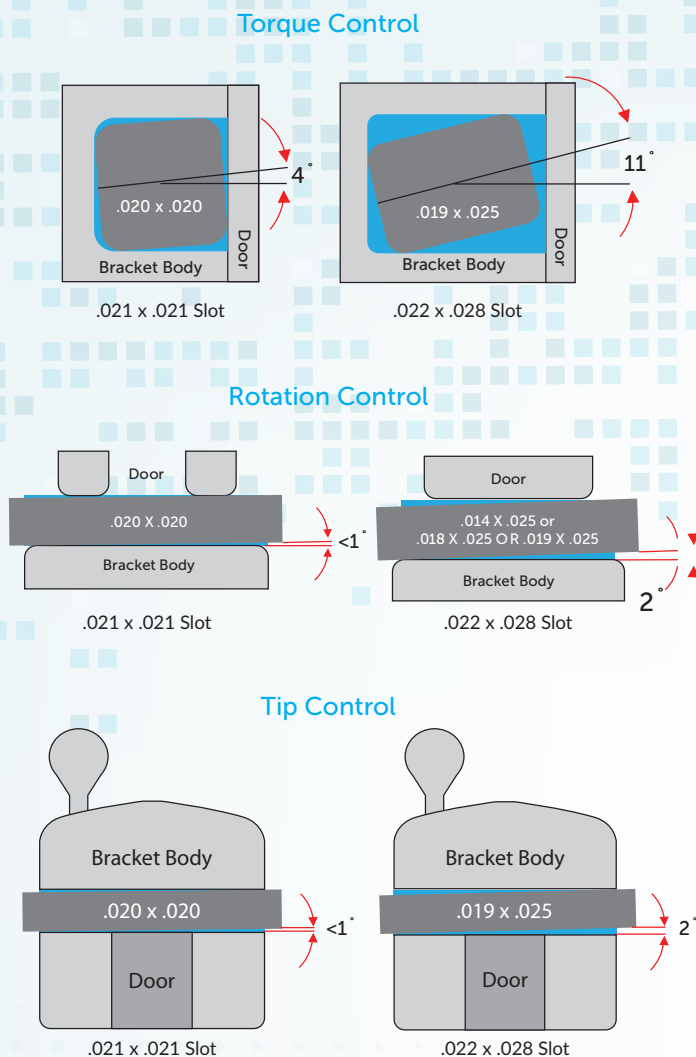 Torque Control
4°
.020 x .020
Door
Bracket Body
.021 x .021 Slot
11°
.019 x .025
Door
Bracket Body
.022 x .028 Slot
Rotation Control
Door
.020 X .020
<1°
Bracket Body
.021 x .021 Slot
Door
.014 X .025 or
.018 X .025 OR .019 X .025
Bracket Body
2°
.022 x .028 Slot
Tip Control
Bracket Body
.020 x .020
<1°
Door
.021 x .021 Slot
Bracket Body
.019 x .025
2°
Door
.022 x .028 Slot